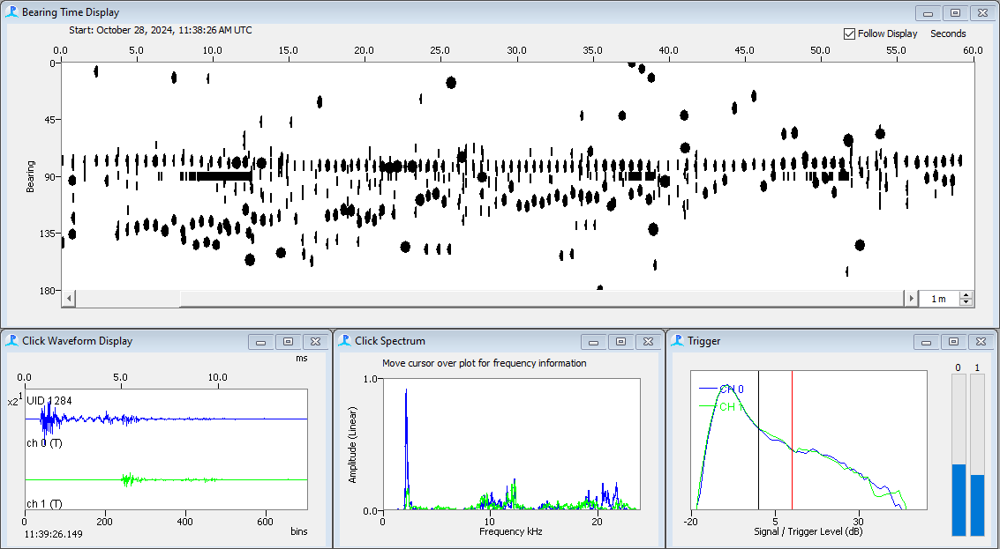 Bearing Time Display
Start: October 28, 2024, 11:38:26 AM UTC
Follow Display Seconds
0.0 5.0 10.0 15.0 20.0 25.0 30.0 35.0 40.0 45.0 50.0 55.0 60.0
0
45
90
135
180
Bearing
1 m
Click Waveform Display
ms
0.0 5.0 10.0
x2^1
UID 1284
ch 0 (T)
ch 1 (T)
0 200 400 600
11:39:26.149 bins
Click Spectrum
Move cursor over plot for frequency information
1.0
Amplitude (Linear)
0.0
0 10 20
Frequency kHz
Trigger
0 1
CH 0
CH 1
-20 5 30
Signal / Trigger Level (dB)